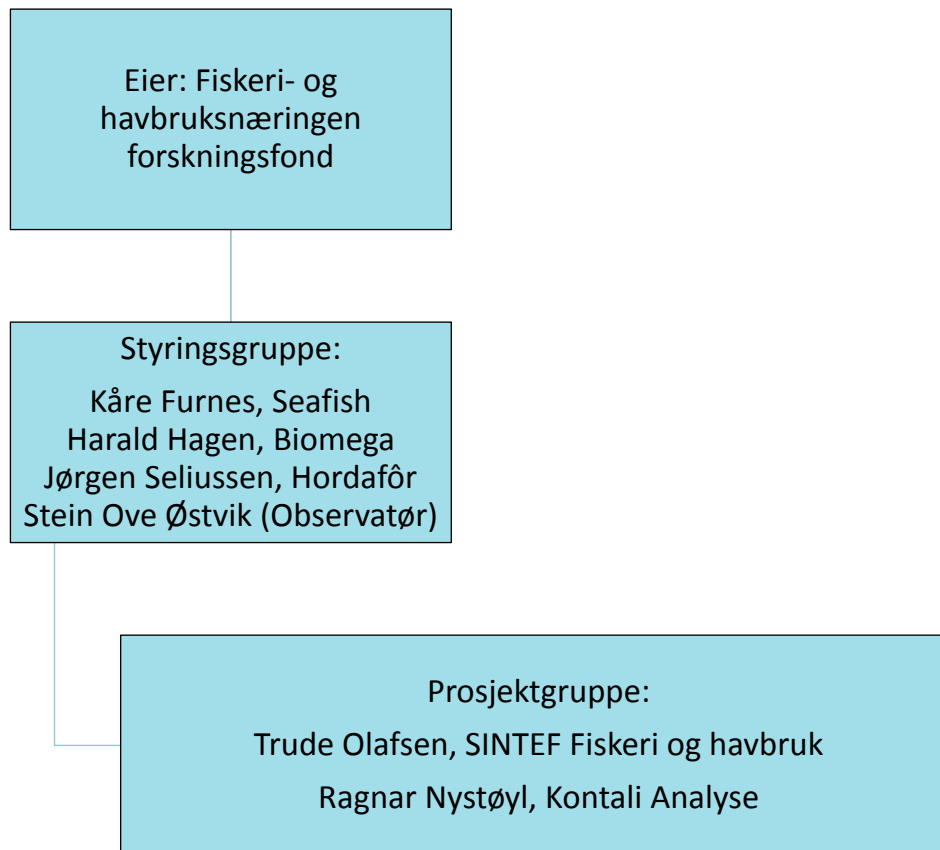 Eier: Fiskeri- og
havbruksnæringen
forskningsfond
Styringsgruppe:
Kåre Furnes, Seafish
Harald Hagen, Biomega
Jørgen Seliussen, Hordafôr
Stein Ove Østvik (Observatør)
Prosjektgruppe:
Trude Olafsen, SINTEF Fiskeri og havbruk
Ragnar Nystøyl, Kontali Analyse